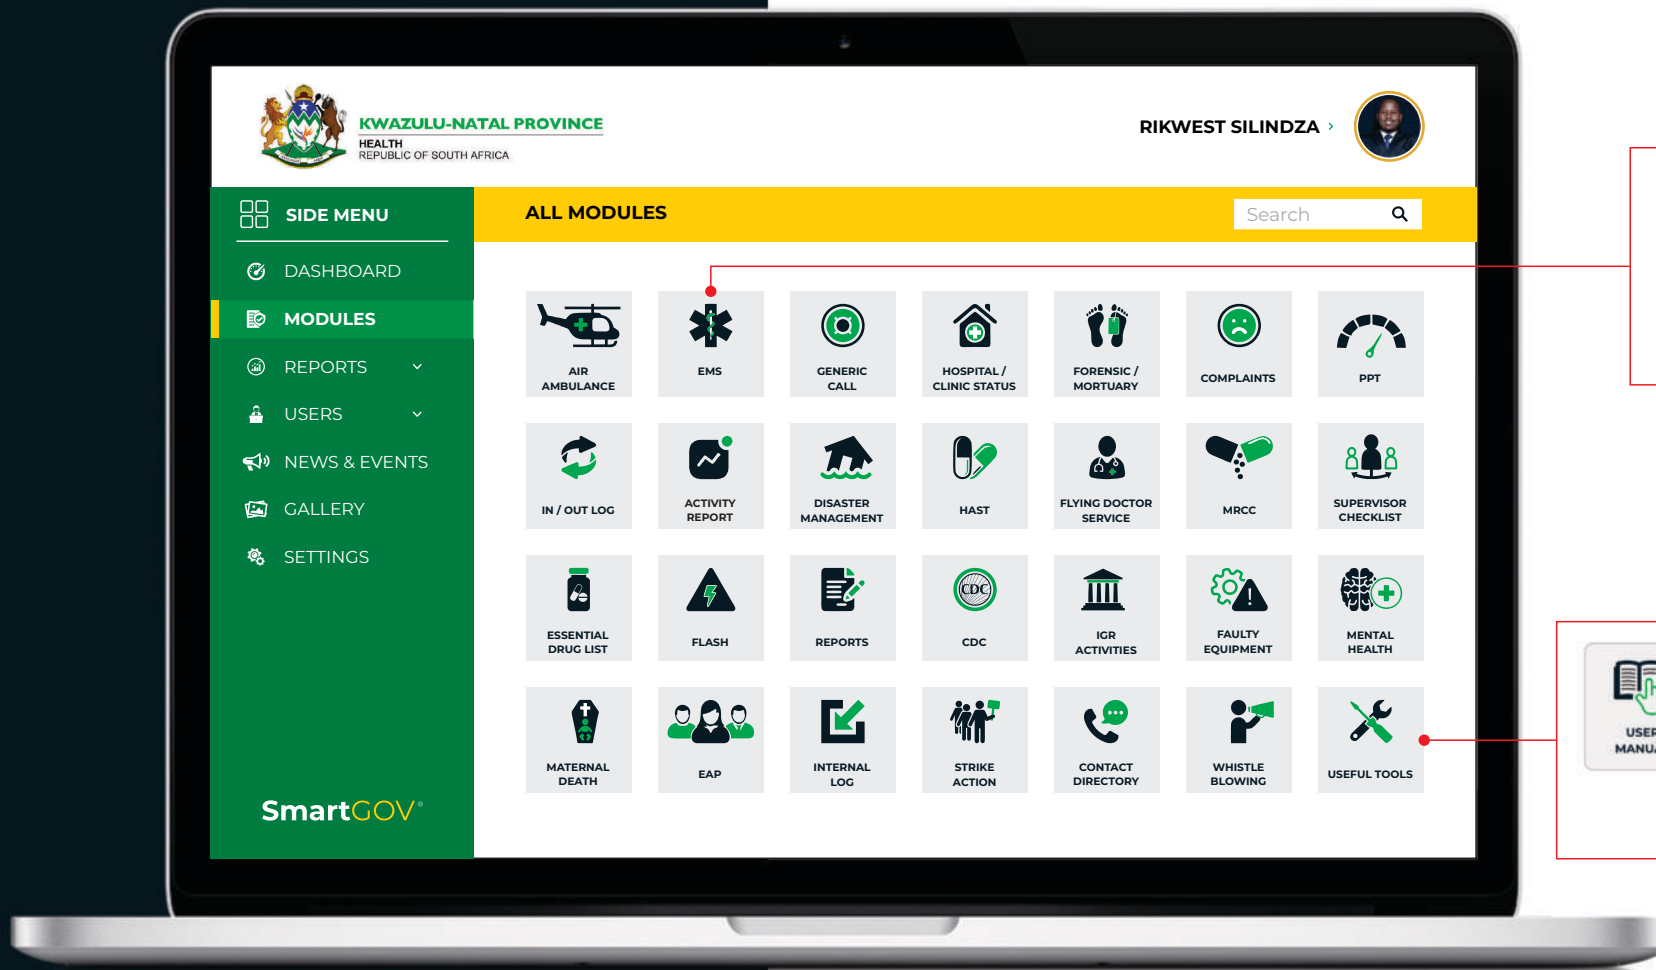 KWAZULU-NATAL PROVINCE
HEALTH
REPUBLIC OF SOUTH AFRICA
RIKWEST SILINDZA
SIDE MENU
ALL MODULES
Search
DASHBOARD
MODULES
REPORTS
USERS
NEWS & EVENTS
GALLERY
SETTINGS
AIR
AMBULANCE
EMS
GENERIC
CALL
HOSPITAL /
CLINIC STATUS
FORENSIC /
MORTUARY
COMPLAINTS
PPT
IN / OUT LOG
ACTIVITY
REPORT
DISASTER
MANAGEMENT
HAST
FLYING DOCTOR
SERVICE
MRCC
SUPERVISOR
CHECKLIST
ESSENTIAL
DRUG LIST
FLASH
REPORTS
CDC
CDC
IGR
ACTIVITIES
FAULTY
EQUIPMENT
MENTAL
HEALTH
MATERNAL
DEATH
EAP
INTERNAL
LOG
STRIKE
ACTION
CONTACT
DIRECTORY
WHISTLE
BLOWING
USEFUL TOOLS
USER
MANUA
SmartGOV®